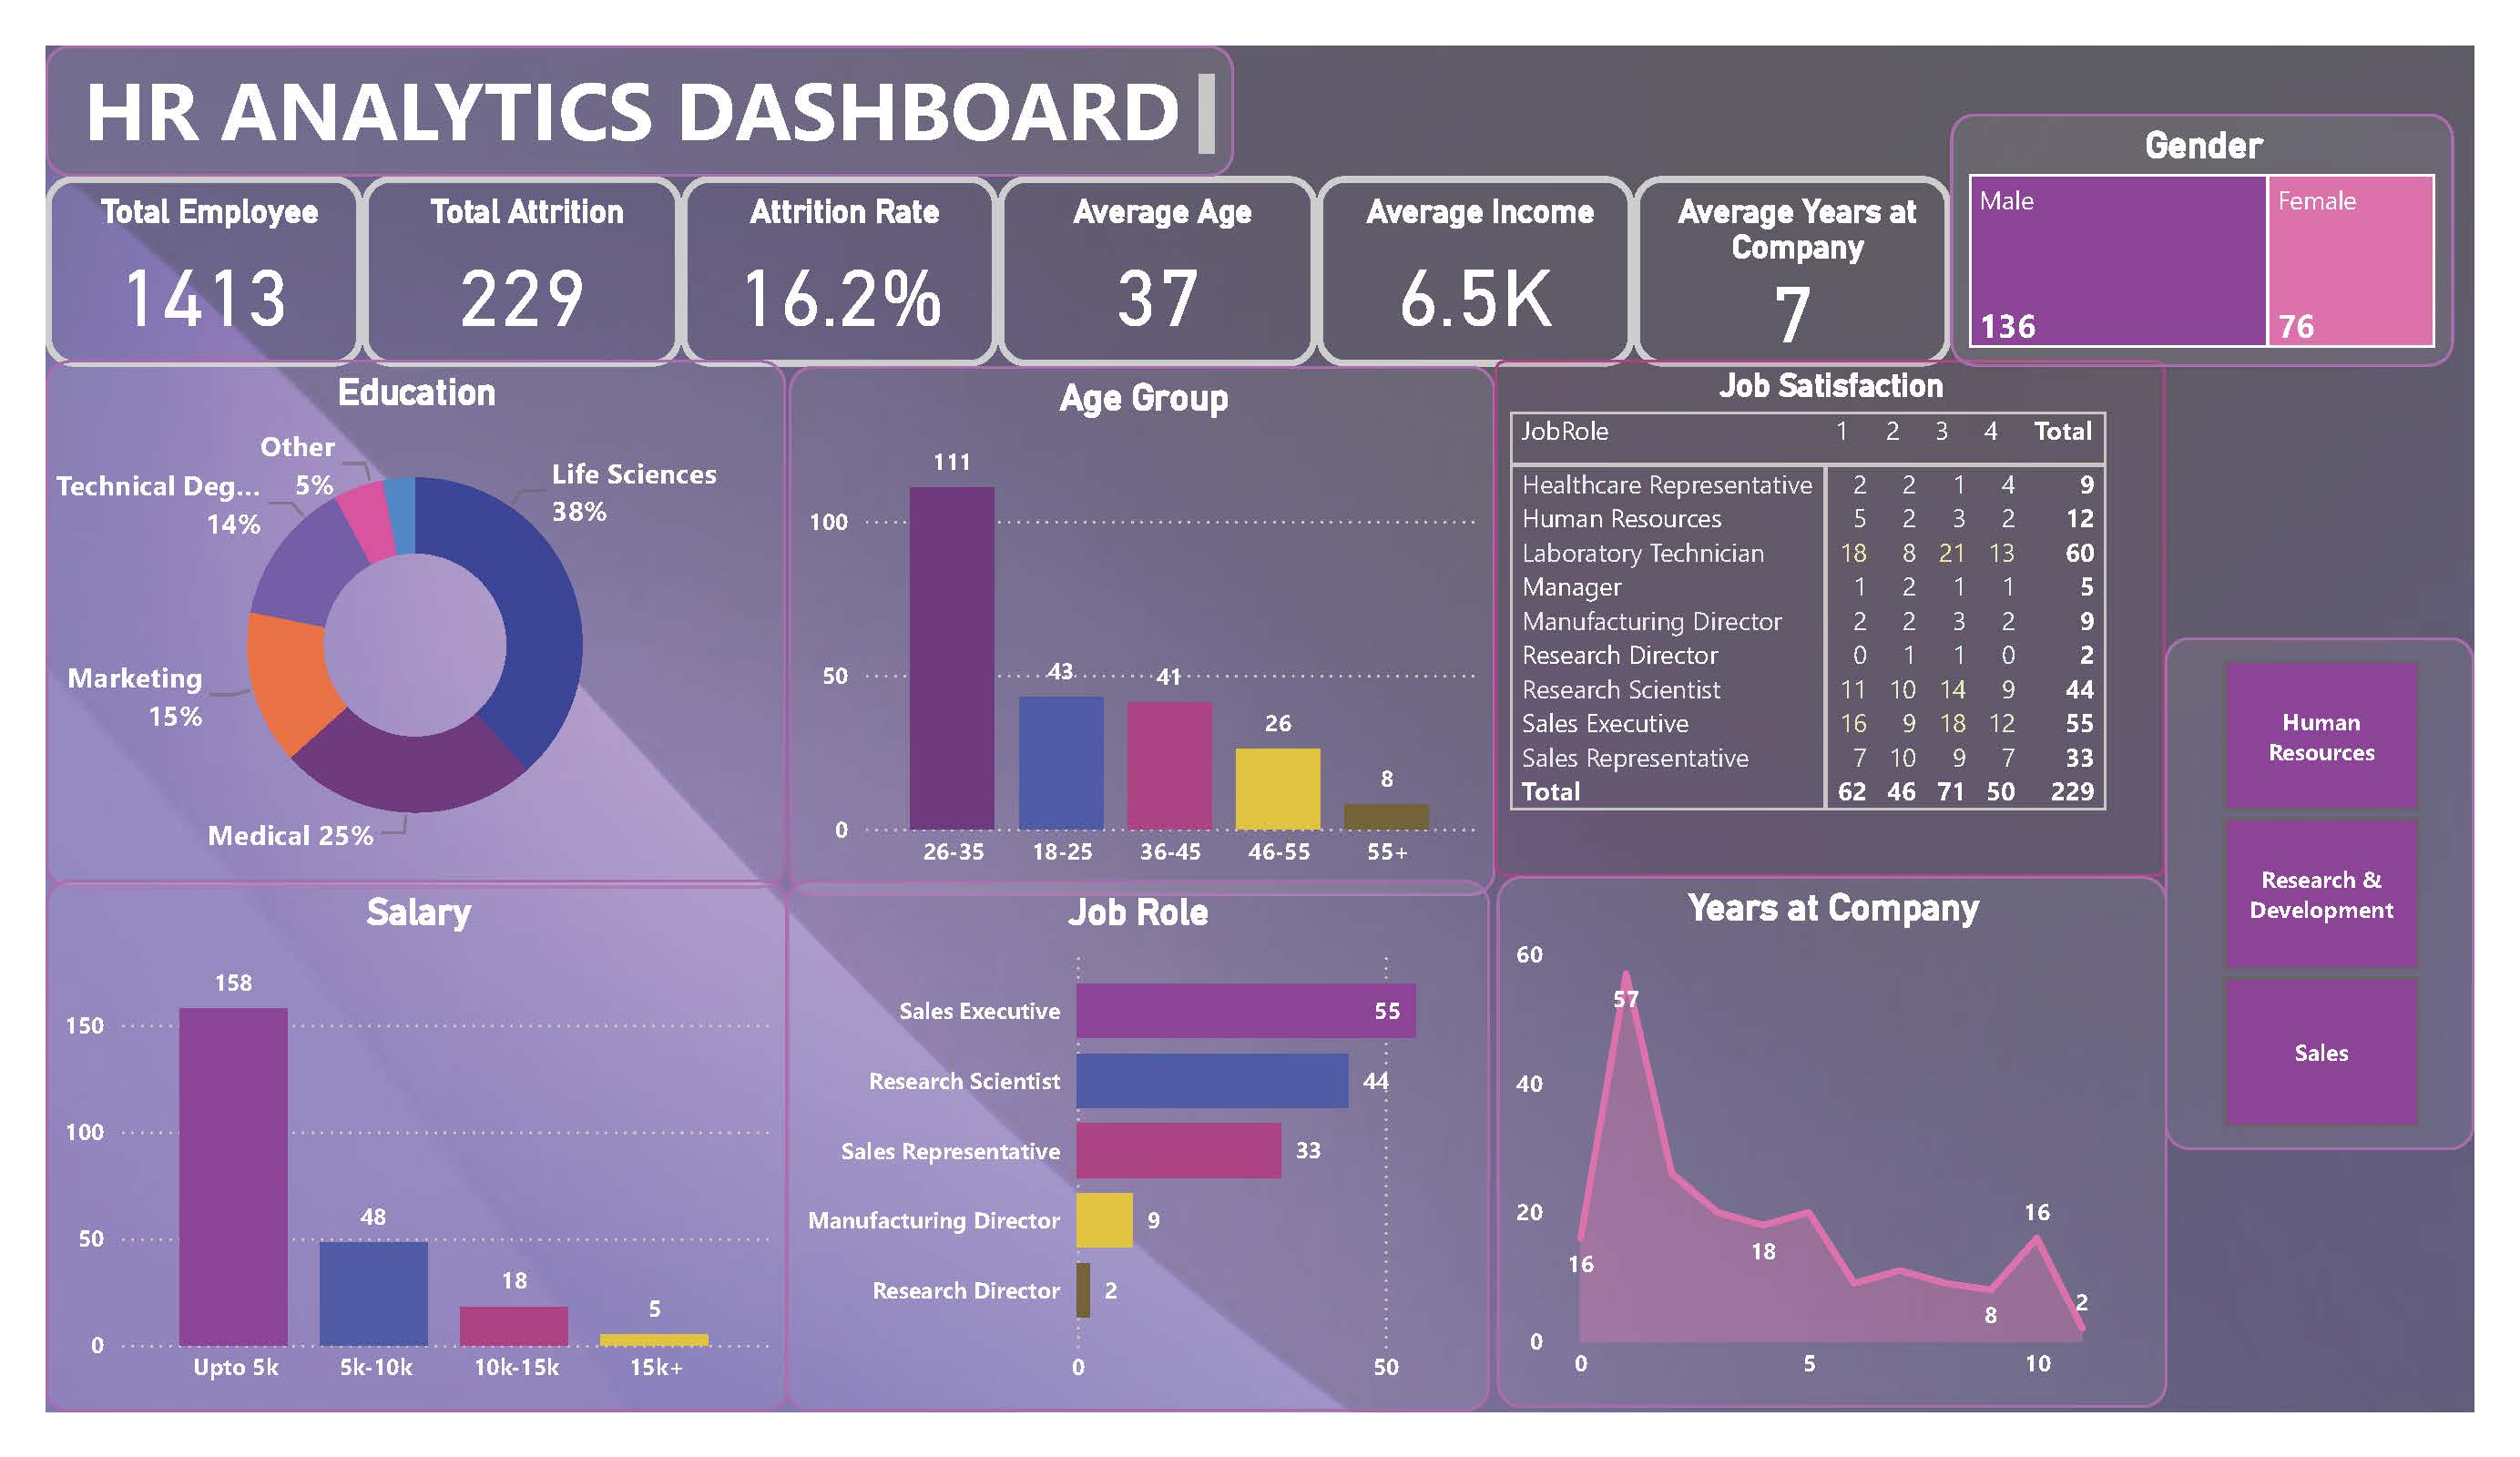 HR ANALYTICS DASHBOARD
Total Employee
1413
Total Attrition
229
Attrition Rate
16.2%
Average Age
37
Average Income
6.5K
Average Years at
Company
7
Gender
Male
136
Female
76
Education
Other
5%
Technical Deg...
14%
Life Sciences
38%
Marketing
15%
Medical 25%
Age Group
111
100
50
43
41
26
8
0
26-35 18-25 36-45 46-55 55+
Job Satisfaction
JobRole 1 2 3 4 Total
Healthcare Representative 2 2 1 4 9
Human Resources 5 2 3 2 12
Laboratory Technician 18 8 21 13 60
Manager 1 2 1 1 5
Manufacturing Director 2 2 3 2 9
Research Director 0 1 1 0 2
Research Scientist 11 10 14 9 44
Sales Executive 16 9 18 12 55
Sales Representative 7 10 9 7 33
Total 62 46 71 50 229
Human
Resources
Research &
Development
Sales
Salary
158
150
100
48
50
18
5
0
Upto 5k 5k-10k 10k-15k 15k+
Job Role
Sales Executive 55
Research Scientist 44
Sales Representative 33
Manufacturing Director 9
Research Director 2
0 50
Years at Company
60
57
40
20
16
18
16
8
2
0
0 5 10